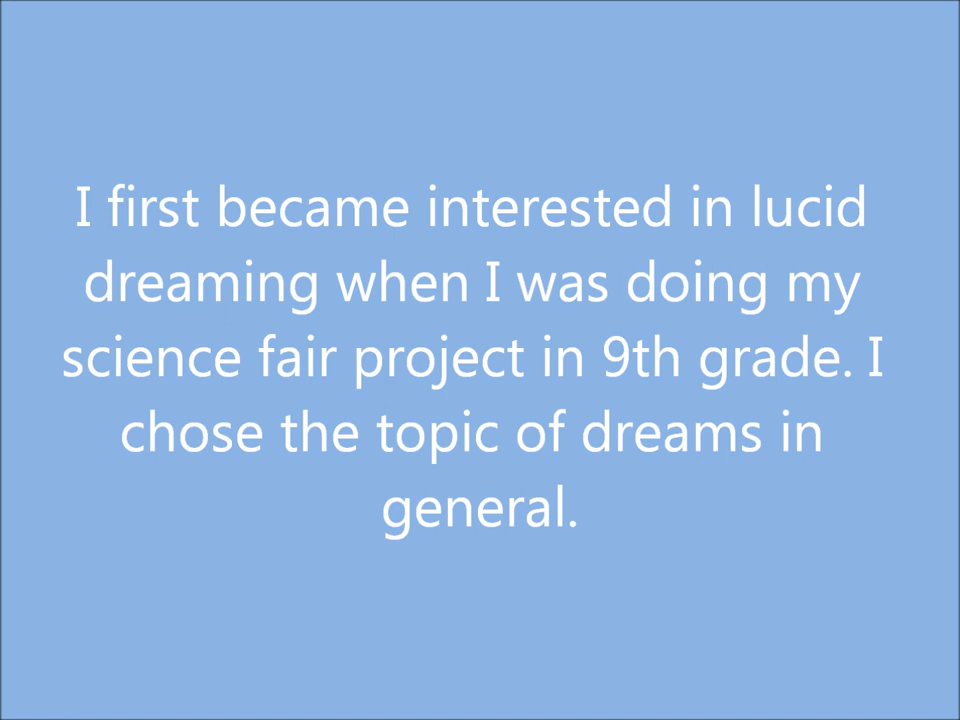 I first became interested in lucid
dreaming when I was doing my
science fair project in 9th grade. I
chose the topic of dreams in
general.